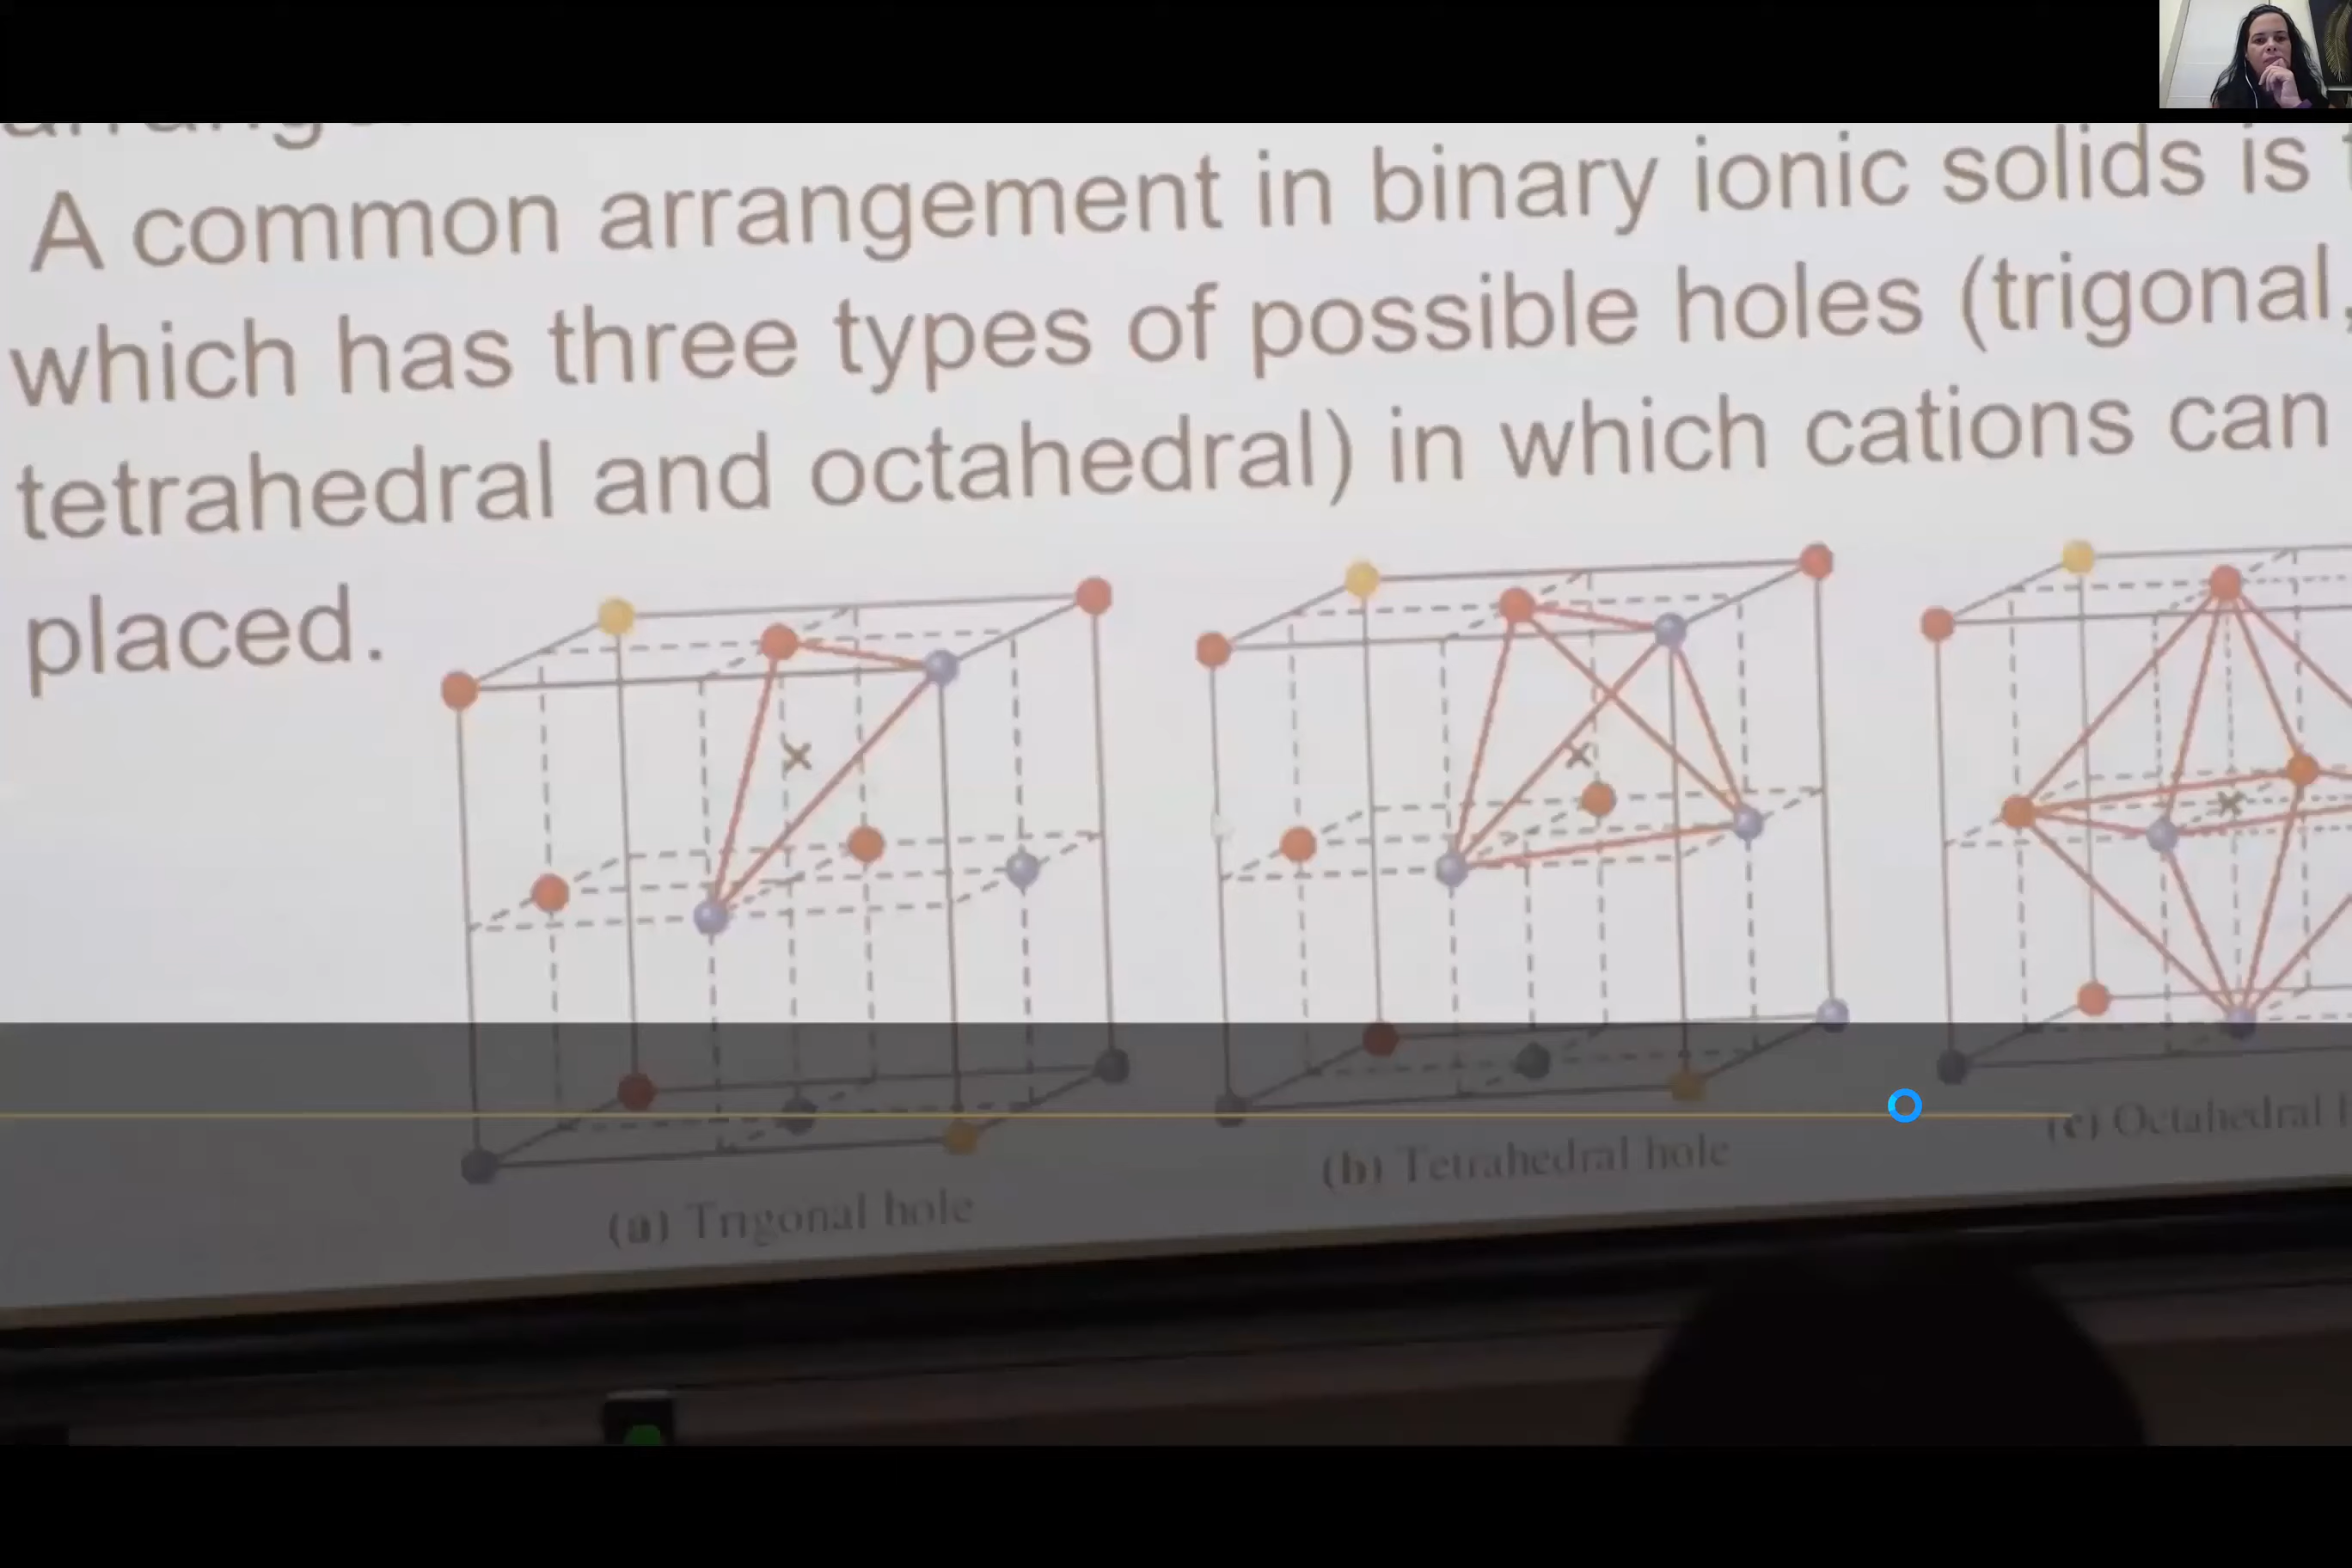 A common arrangement in binary ionic solids is
which has three types of possible holes (trigonal,
tetrahedral and octahedral) in which cations can
placed.
(a) Trigonal hole
(b) Tetrahedral hole
(c) Octahedral